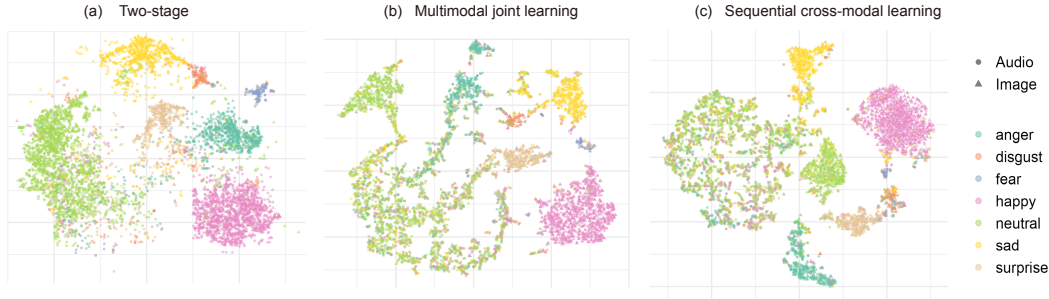 (a) Two-stage
(b) Multimodal joint learning
(c) Sequential cross-modal learning
Audio
Image
anger
disgust
fear
happy
neutral
sad
surprise